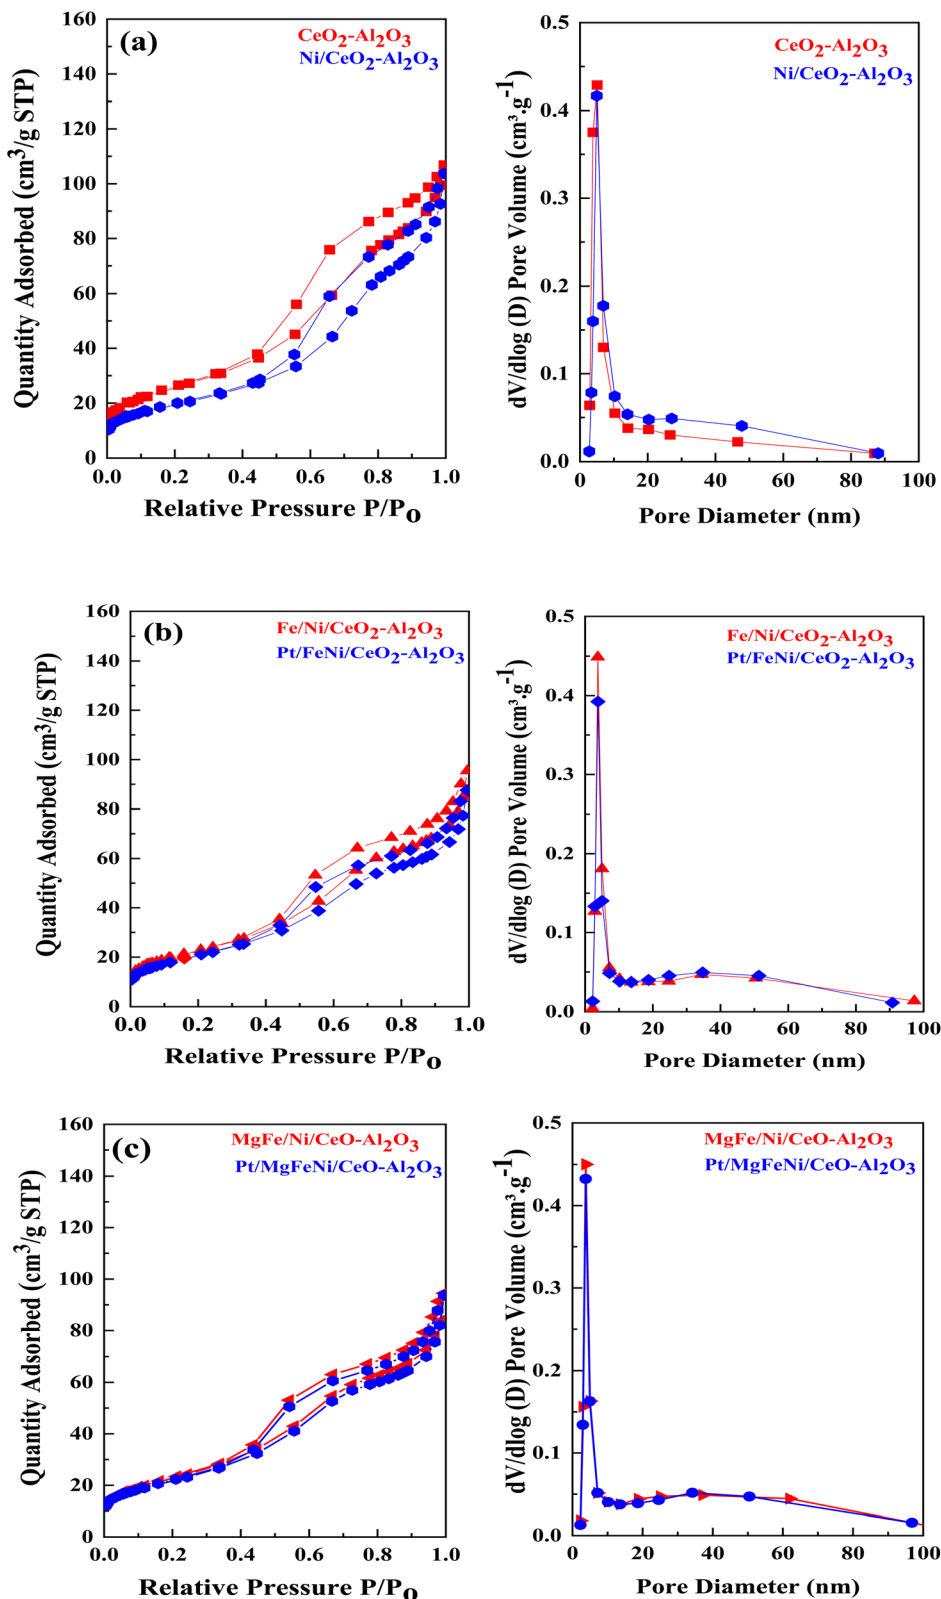 (a)
CeO2-Al2O3
Ni/CeO2-Al2O3
Quantity Adsorbed (cm³/g STP)
160
140
120
100
80
60
40
20
0
0.0 0.2 0.4 0.6 0.8 1.0
Relative Pressure P/Po
CeO2-Al2O3
Ni/CeO2-Al2O3
dV/dlog (D) Pore Volume (cm³.g-1)
0.5
0.4
0.3
0.2
0.1
0.0
0 20 40 60 80 100
Pore Diameter (nm)
(b)
Fe/Ni/CeO2-Al2O3
Pt/FeNi/CeO2-Al2O3
Quantity Adsorbed (cm³/g STP)
160
140
120
100
80
60
40
20
0
0.0 0.2 0.4 0.6 0.8 1.0
Relative Pressure P/Po
Fe/Ni/CeO2-Al2O3
Pt/FeNi/CeO2-Al2O3
dV/dlog (D) Pore Volume (cm³.g-1)
0.5
0.4
0.3
0.2
0.1
0.0
0 20 40 60 80 100
Pore Diameter (nm)
(c)
MgFe/Ni/CeO-Al2O3
Pt/MgFeNi/CeO-Al2O3
Quantity Adsorbed (cm³/g STP)
160
140
120
100
80
60
40
20
0
0.0 0.2 0.4 0.6 0.8 1.0
Relative Pressure P/Po
MgFe/Ni/CeO-Al2O3
Pt/MgFeNi/CeO-Al2O3
dV/dlog (D) Pore Volume (cm³.g-1)
0.5
0.4
0.3
0.2
0.1
0.0
0 20 40 60 80 100
Pore Diameter (nm)